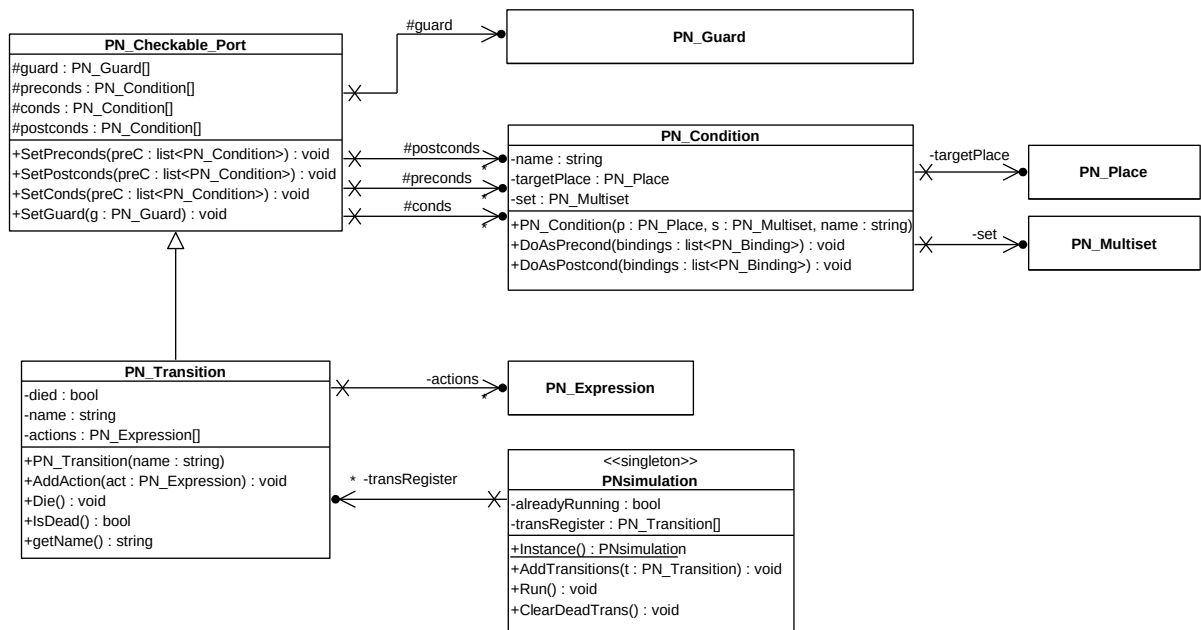 #guard
PN_Guard
PN_Checkable_Port
#guard : PN_Guard[]
#preconds : PN_Condition[]
#conds : PN_Condition[]
#postconds : PN_Condition[]
+SetPreconds(preC : list<PN_Condition>) : void
+SetPostconds(preC : list<PN_Condition>) : void
+SetConds(preC : list<PN_Condition>) : void
+SetGuard(g : PN_Guard) : void
#postconds
*
#preconds
*
#conds
*
PN_Condition
-name : string
-targetPlace : PN_Place
-set : PN_Multiset
+PN_Condition(p : PN_Place, s : PN_Multiset, name : string)
+DoAsPrecond(bindings : list<PN_Binding>) : void
+DoAsPostcond(bindings : list<PN_Binding>) : void
-targetPlace
PN_Place
-set
PN_Multiset
PN_Transition
-died : bool
-name : string
-actions : PN_Expression[]
+PN_Transition(name : string)
+AddAction(act : PN_Expression) : void
+Die() : void
+IsDead() : bool
+getName() : string
-actions
*
PN_Expression
* -transRegister
<<singleton>>
PNsimulation
-alreadyRunning : bool
-transRegister : PN_Transition[]
+Instance() : PNsimulation
+AddTransitions(t : PN_Transition) : void
+Run() : void
+ClearDeadTrans() : void